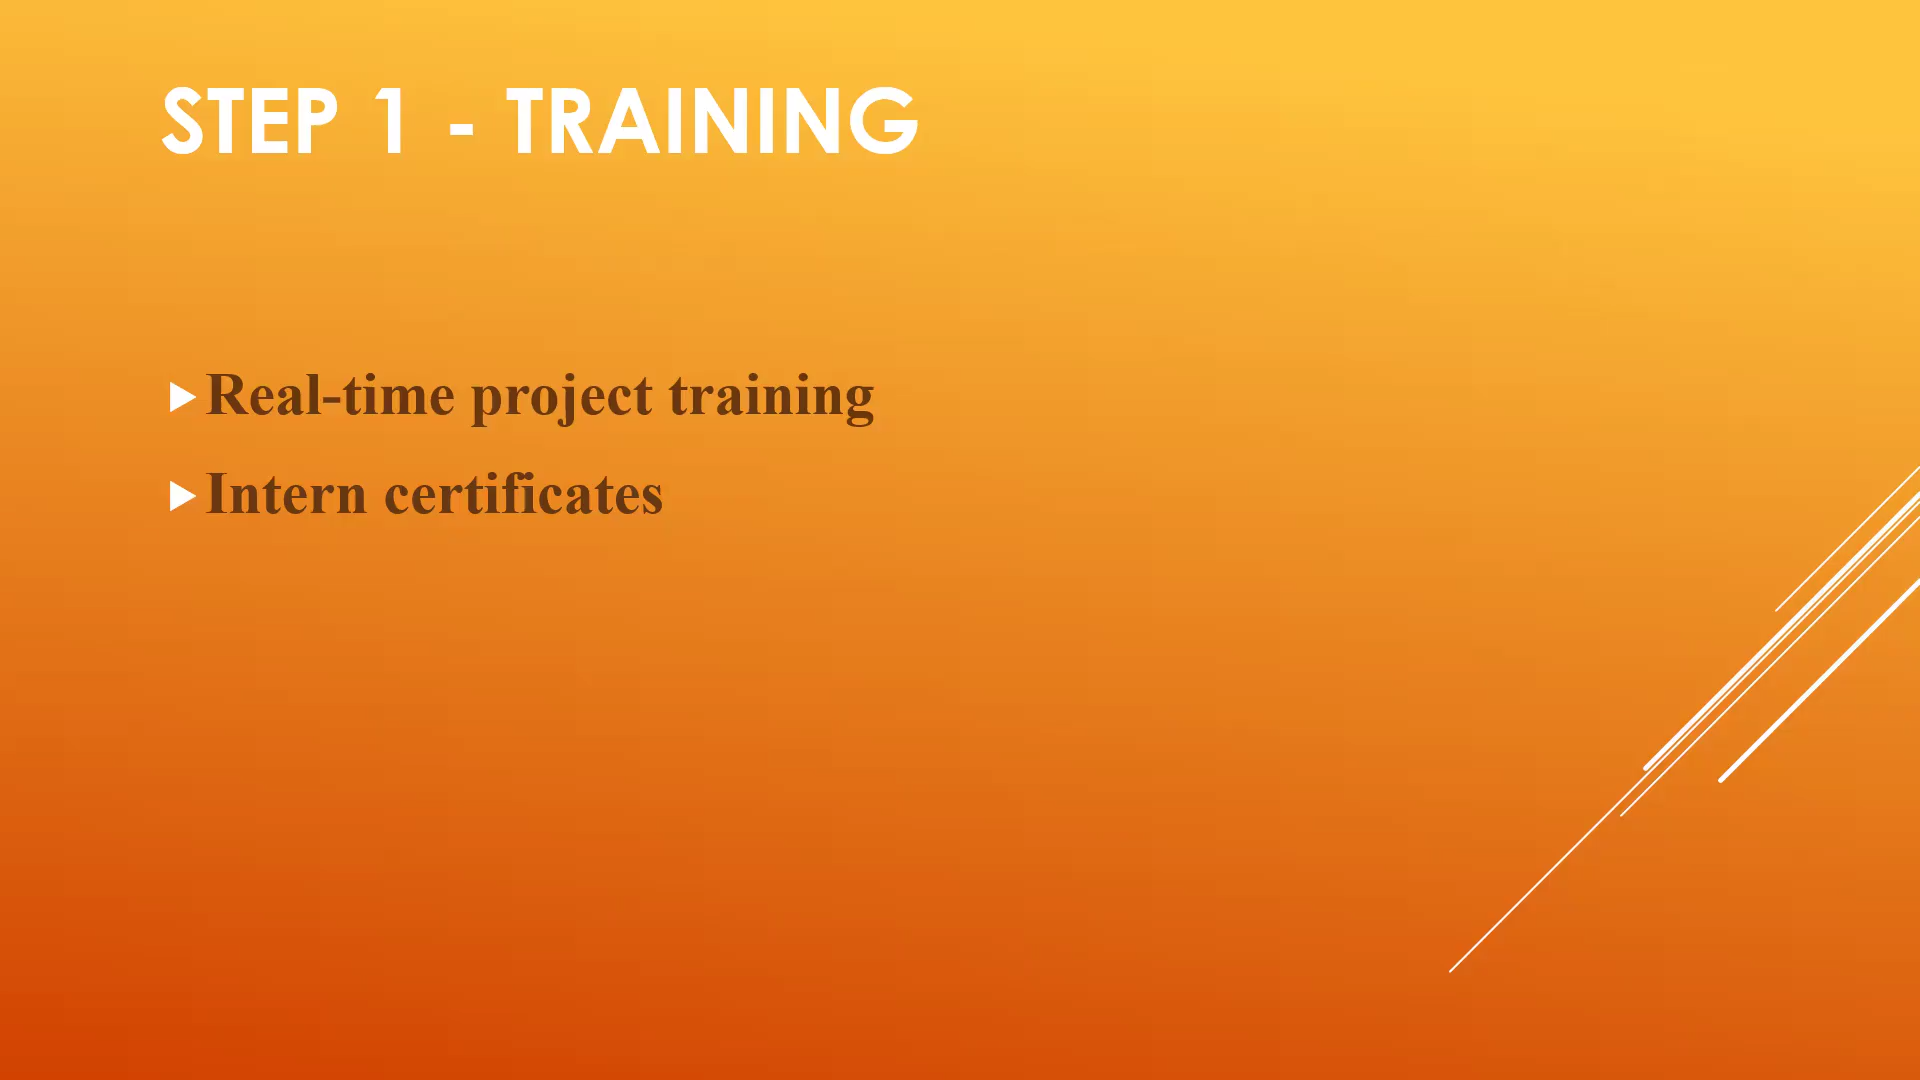 STEP 1 - TRAINING
Real-time project training
Intern certificates